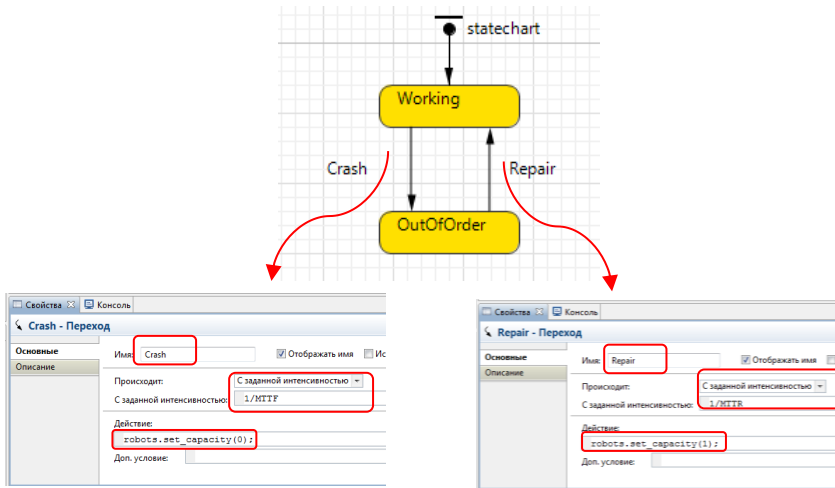 statechart
Working
Crash
Repair
OutOfOrder
Свойства
Консоль
Crash - Переход
Основные
Описание
Имя: Crash
Отображать имя
Ис
Происходит: С заданной интенсивностью
С заданной интенсивностью: 1/MTTF
Действие:
robots.set_capacity(0);
Доп. условие:
Свойства
Консоль
Repair - Переход
Основные
Описание
Имя: Repair
Отображать имя
Происходит: С заданной интенсивностью
С заданной интенсивностью: 1/MTTR
Действие:
robots.set_capacity(1);
Доп. условие: